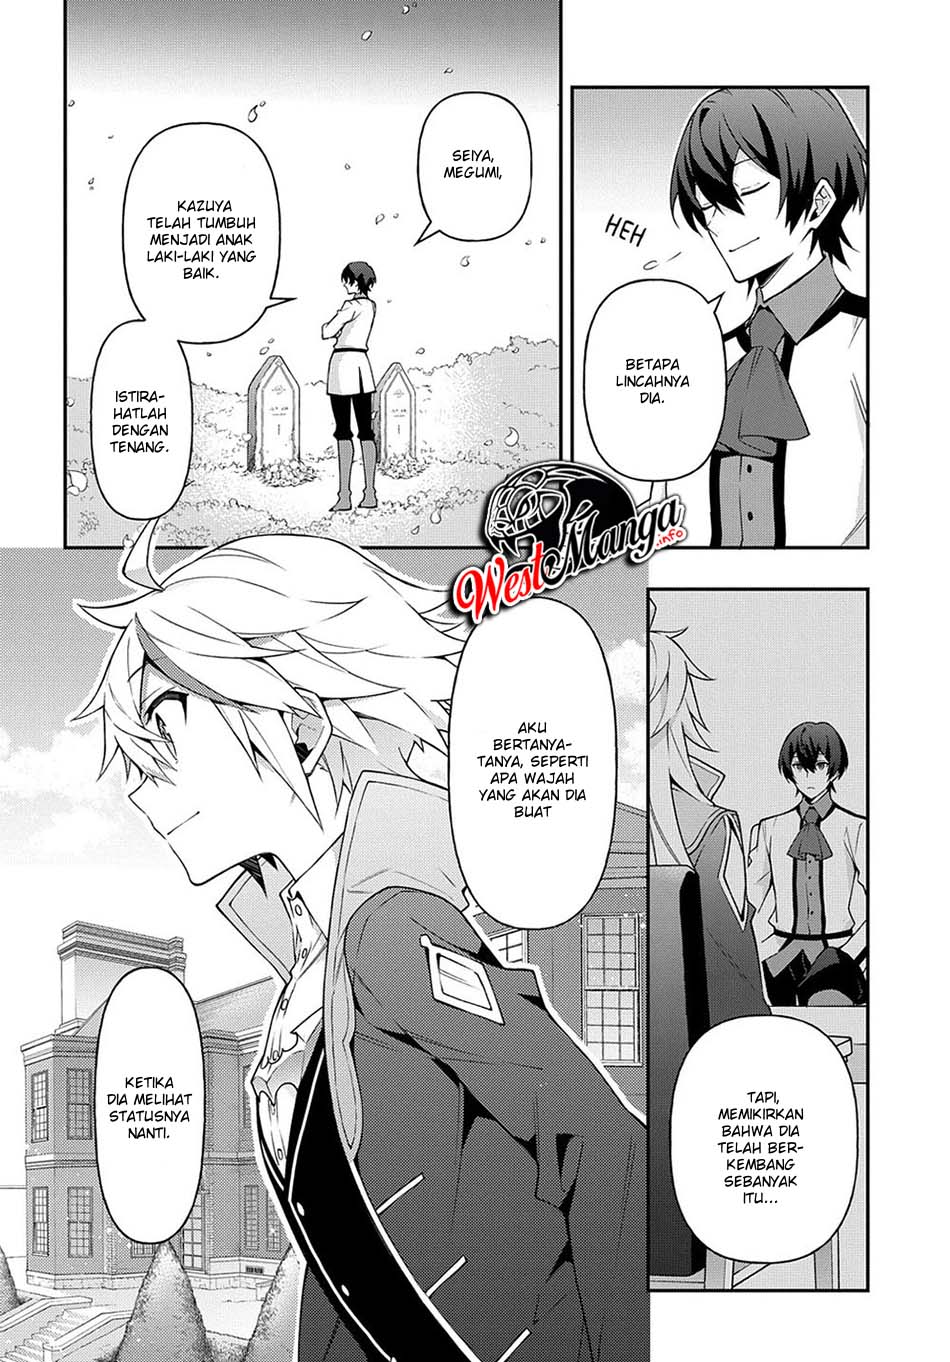 HEH
BETAPA
LINCAHNYA
DIA.
SEIYA,
MEGUMI,
KAZUYA
TELAH TUMBUH
MENJADI ANAK
LAKI-LAKI YANG
BAIK.
ISTIRA-
HATLAH
DENGAN
TENANG.
WestManga
.info
TAPI,
MEMIKIRKAN
BAHWA DIA
TELAH BER-
KEMBANG
SEBANYAK
ITU...
AKU
BERTANYA-
TANYA, SEPERTI
APA WAJAH
YANG AKAN DIA
BUAT
KETIKA
DIA MELIHAT
STATUSNYA
NANTI.